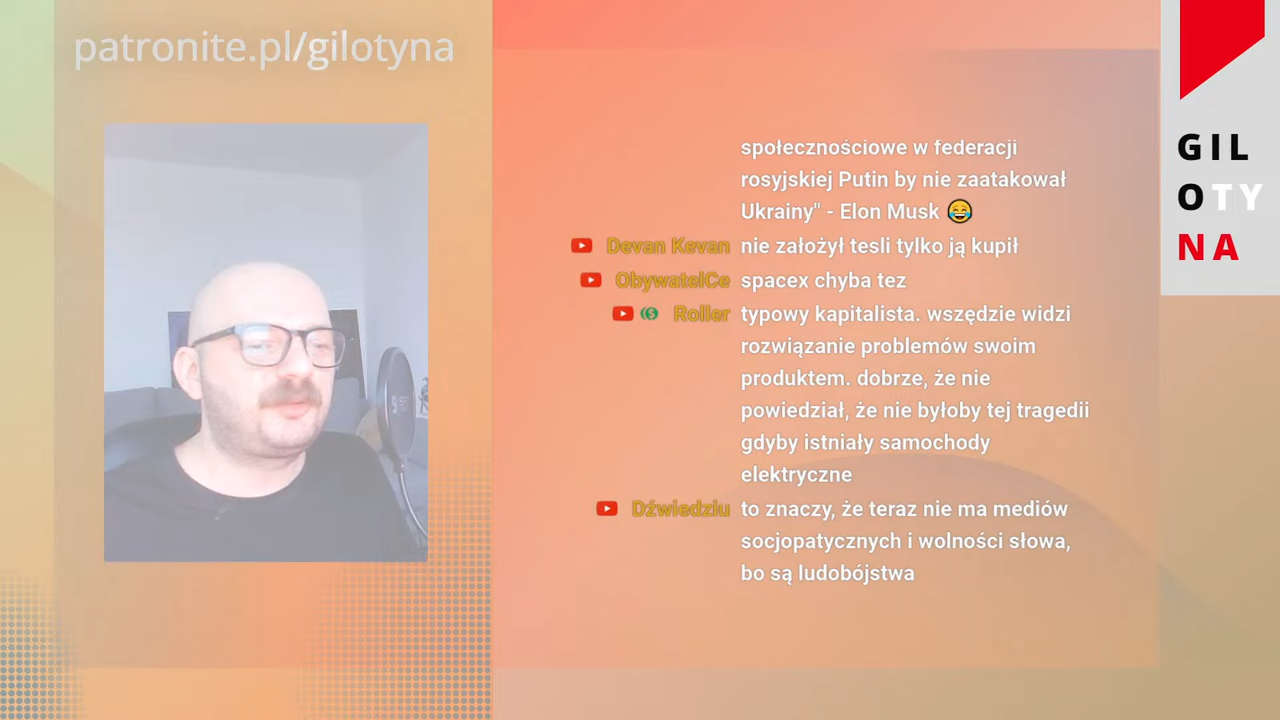 patronite.pl/gilotyna
społecznościowe w federacji
rosyjskiej Putin by nie zaatakował
Ukrainy" - Elon Musk 😂
Devan Kevan nie założył tesli tylko ją kupił
ObywatelCe spacex chyba tez
Roller typowy kapitalista. wszędzie widzi
rozwiązanie problemów swoim
produktem. dobrze, że nie
powiedział, że nie byłoby tej tragedii
gdyby istniały samochody
elektryczne
Dźwiedziu to znaczy, że teraz nie ma mediów
socjopatycznych i wolności słowa,
bo są ludobójstwa
GIL
OTY
NA